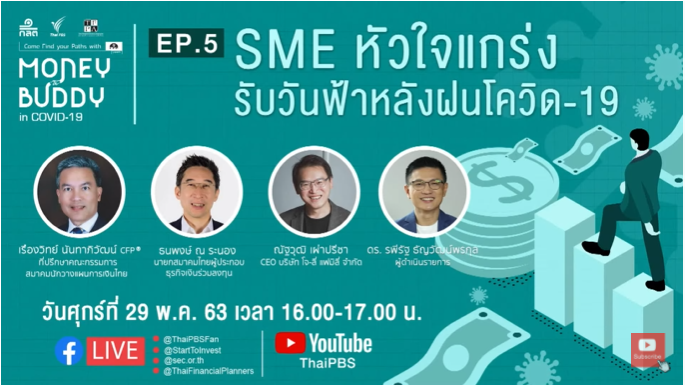 ก.ล.ต.
Thai PBS
TFPA
Come Find your Paths with
MONEY
BUDDY
in COVID-19
EP.5
SME หัวใจแกร่ง
รับวันฟ้าหลังฝนโควิด-19
เรืองวิทย์ นันทาภิวัฒน์ CFP®
ที่ปรึกษาคณะกรรมการ
สมาคมนักวางแผนการเงินไทย
ธนพงษ์ ณ ระนอง
นายกสมาคมไทยผู้ประกอบ
ธุรกิจเงินร่วมลงทุน
ณัฐวุฒิ เผ่าปรีชา
CEO บริษัท โจ-ลี่ แฟมิลี่ จำกัด
ดร. รพีรัฐ ธัญวัฒน์พรกุล
ผู้ดำเนินรายการ
วันศุกร์ที่ 29 พ.ค. 63 เวลา 16.00-17.00 น.
f LIVE
@ThaiPBSFan
@StartToInvest
@sec.or.th
@ThaiFinancialPlanners
YouTube
ThaiPBS
Subscribe